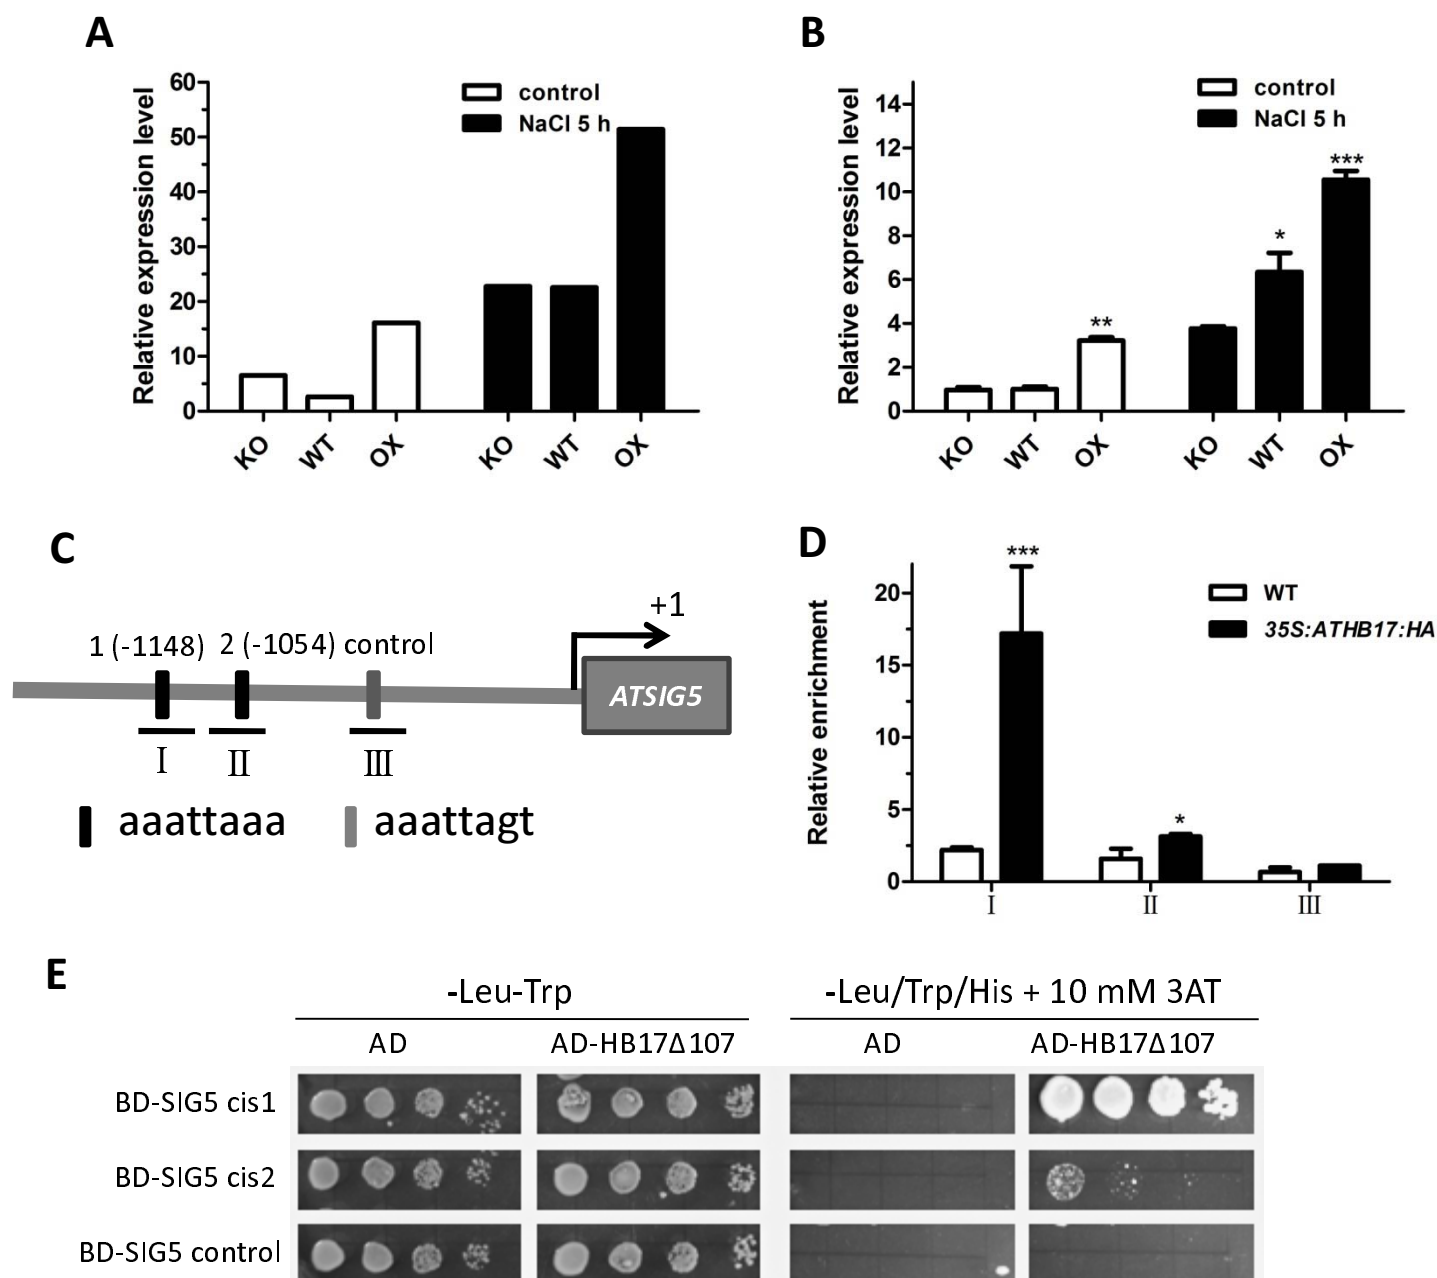 A
Relative expression level
60
50
40
30
20
10
0
control
NaCl 5 h
KO
WT
OX
KO
WT
OX
B
Relative expression level
14
12
10
8
6
4
2
0
control
NaCl 5 h
**
*
***
KO
WT
OX
KO
WT
OX
C
1 (-1148) 2 (-1054) control
+1
ATSIG5
I II III
aaattaaa aaattagt
D
Relative enrichment
20
15
10
5
0
WT
35S:ATHB17:HA
***
*
I II III
E
-Leu-Trp -Leu/Trp/His + 10 mM 3AT
AD AD-HB17Δ107 AD AD-HB17Δ107
BD-SIG5 cis1
BD-SIG5 cis2
BD-SIG5 control